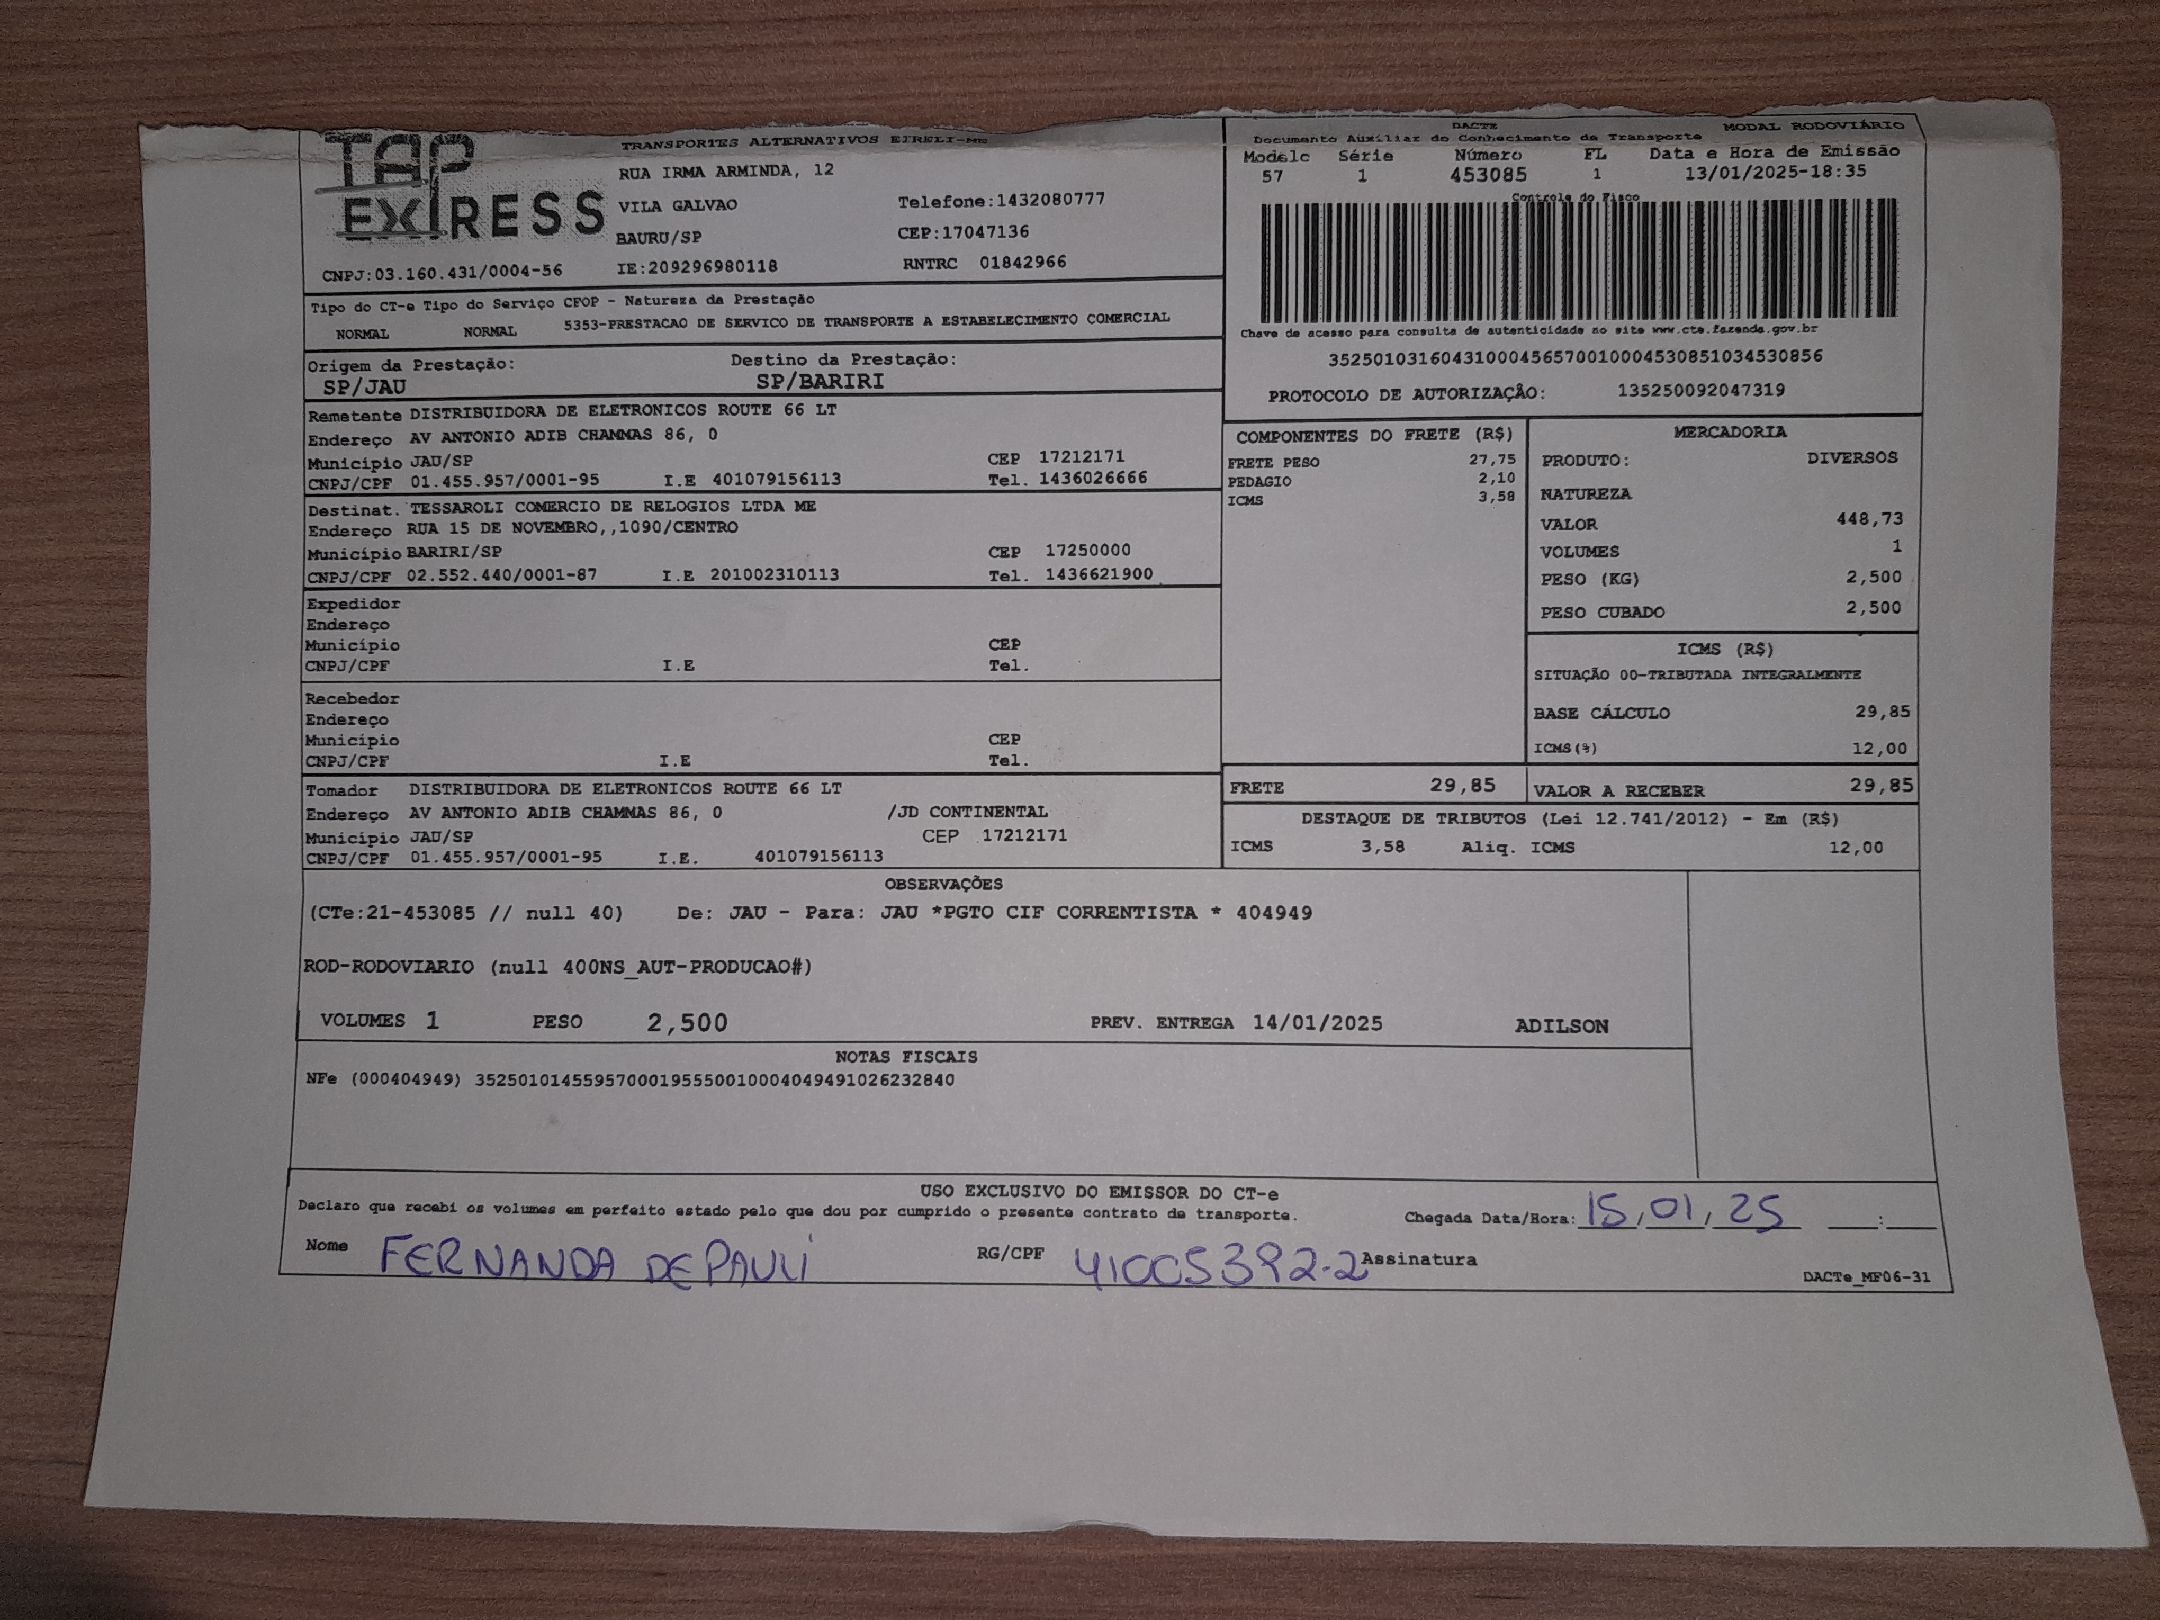 TAP
EXPRESS
TRANSPORTES ALTERNATIVOS EIRELI-ME
RUA IRMA ARMINDA, 12
VILA GALVAO Telefone:1432080777
BAURU/SP CEP:17047136
CNPJ:03.160.431/0004-56 IE:209296980118 RNTRC 01842966
DACTE MODAL RODOVIÁRIO
Documento Auxiliar do Conhecimento de Transporte
Modelo Série Número FL Data e Hora de Emissão
57 1 453085 1 13/01/2025-18:35
Controle do Fisco
Chave de acesso para consulta de autenticidade no site www.cte.fazenda.gov.br
35250103160431000456570010004530851034530856
PROTOCOLO DE AUTORIZAÇÃO: 135250092047319
Tipo do CT-e Tipo do Serviço CFOP - Natureza da Prestação
NORMAL NORMAL 5353-PRESTACAO DE SERVICO DE TRANSPORTE A ESTABELECIMENTO COMERCIAL
Origem da Prestação: Destino da Prestação:
SP/JAU SP/BARIRI
Remetente DISTRIBUIDORA DE ELETRONICOS ROUTE 66 LT
Endereço AV ANTONIO ADIB CHAMMAS 86, 0
Município JAU/SP CEP 17212171
CNPJ/CPF 01.455.957/0001-95 I.E 401079156113 Tel. 1436026666
Destinat. TESSAROLI COMERCIO DE RELOGIOS LTDA ME
Endereço RUA 15 DE NOVEMBRO,,1090/CENTRO
Município BARIRI/SP CEP 17250000
CNPJ/CPF 02.552.440/0001-87 I.E 201002310113 Tel. 1436621900
Expedidor
Endereço
Município CEP
CNPJ/CPF I.E Tel.
Recebedor
Endereço
Município CEP
CNPJ/CPF I.E Tel.
Tomador DISTRIBUIDORA DE ELETRONICOS ROUTE 66 LT
Endereço AV ANTONIO ADIB CHAMMAS 86, 0 /JD CONTINENTAL
Município JAU/SP CEP 17212171
CNPJ/CPF 01.455.957/0001-95 I.E. 401079156113
COMPONENTES DO FRETE (R$)
FRETE PESO 27,75
PEDAGIO 2,10
ICMS 3,58
MERCADORIA
PRODUTO: DIVERSOS
NATUREZA
VALOR 448,73
VOLUMES 1
PESO (KG) 2,500
PESO CUBADO 2,500
ICMS (R$)
SITUAÇÃO 00-TRIBUTADA INTEGRALMENTE
BASE CÁLCULO 29,85
ICMS(%) 12,00
FRETE 29,85 VALOR A RECEBER 29,85
DESTAQUE DE TRIBUTOS (Lei 12.741/2012) - Em (R$)
ICMS 3,58 Aliq. ICMS 12,00
OBSERVAÇÕES
(CTe:21-453085 // null 40) De: JAU - Para: JAU *PGTO CIF CORRENTISTA * 404949
ROD-RODOVIARIO (null 400NS_AUT-PRODUCAO#)
VOLUMES 1 PESO 2,500 PREV. ENTREGA 14/01/2025 ADILSON
NOTAS FISCAIS
NFe (000404949) 35250101455957000195550010004049491026232840
USO EXCLUSIVO DO EMISSOR DO CT-e
Declaro que recebi os volumes em perfeito estado pelo que dou por cumprido o presente contrato de transporte. Chegada Data/Hora: 15/01/25 __:__
Nome FERNANDA DE PAULI RG/CPF 41005392-2 Assinatura
DACTe_MF06-31